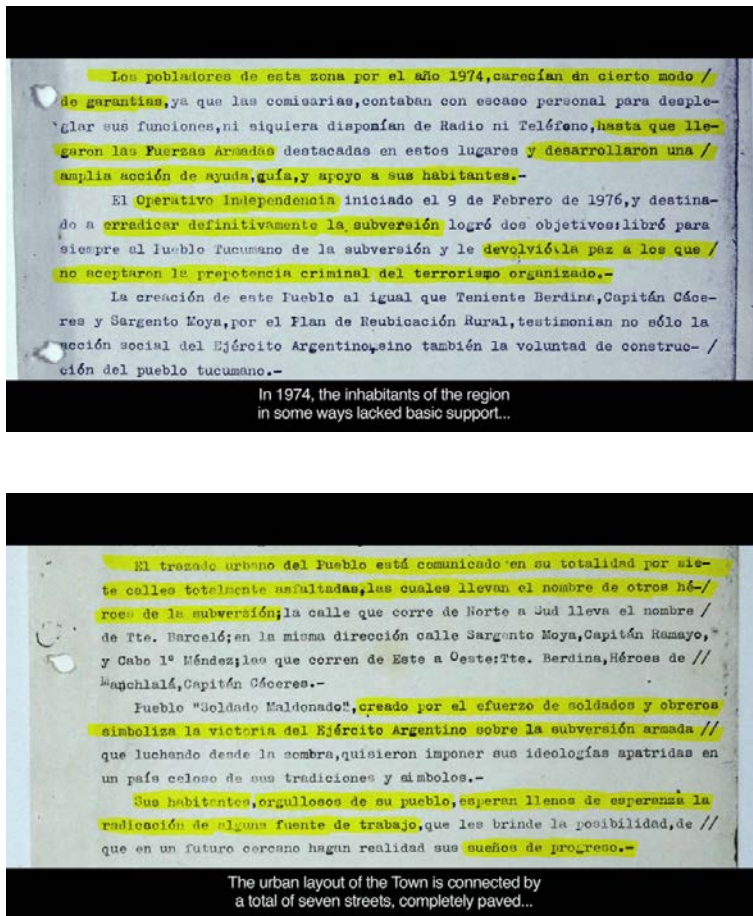 Los pobladores de esta zona por el año 1974,carecían dn cierto modo /
de garantias,ya que las comisarias,contaban con escaso personal para desple-
glar sus funciones,ni siquiera disponían de Radio ni Teléfono,hasta que lle-
garon las Fuerzas Armadas destacadas en estos lugares y desarrollaron una /
amplia acción de ayuda,guía,y apoyo a sus habitantes.-
El Operativo Independencia iniciado el 9 de Febrero de 1976,y destina-
do a erradicar definitivamente la subversión logró dos objetivos:libró para
siempre al Pueblo Tucumano de la subversión y le devolvió la paz a los que /
no aceptaron la prepotencia criminal del terrorismo organizado.-
La creación de este Pueblo al igual que Teniente Berdina,Capitán Cáce-
res y Sargento Moya,por el Plan de Reubicación Rural,testimonian no sólo la
acción social del Ejército Argentino,sino también la voluntad de construc- /
ción del pueblo tucumano.-
In 1974, the inhabitants of the region
in some ways lacked basic support...
El trazado urbano del Pueblo está comunicado en su totalidad por sie-
te calles totalmente asfaltadas,las cuales llevan el nombre de otros hé-/
roes de la subversión;la calle que corre de Norte a Sud lleva el nombre /
de Tte. Barceló;en la misma dirección calle Sargento Moya,Capitán Ramayo,
y Cabo 1º Méndez;las que corren de Este a Oeste:Tte. Berdina,Héroes de //
Manchlalá,Capitán Cáceres.-
Pueblo "Soldado Maldonado",creado por el efuerzo de soldados y obreros
simboliza la victoria del Ejército Argentino sobre la subversión armada //
que luchando desde la sombra,quisieron imponer sus ideologías apatridas en
un país celoso de sus tradiciones y simbolos.-
Sus habitantes,orgullosos de su pueblo,esperan llenos de esperanza la
radicación de alguna fuente de trabajo,que les brinde la posibilidad,de //
que en un futuro cercano hagan realidad sus sueños de progreso.-
The urban layout of the Town is connected by
a total of seven streets, completely paved...